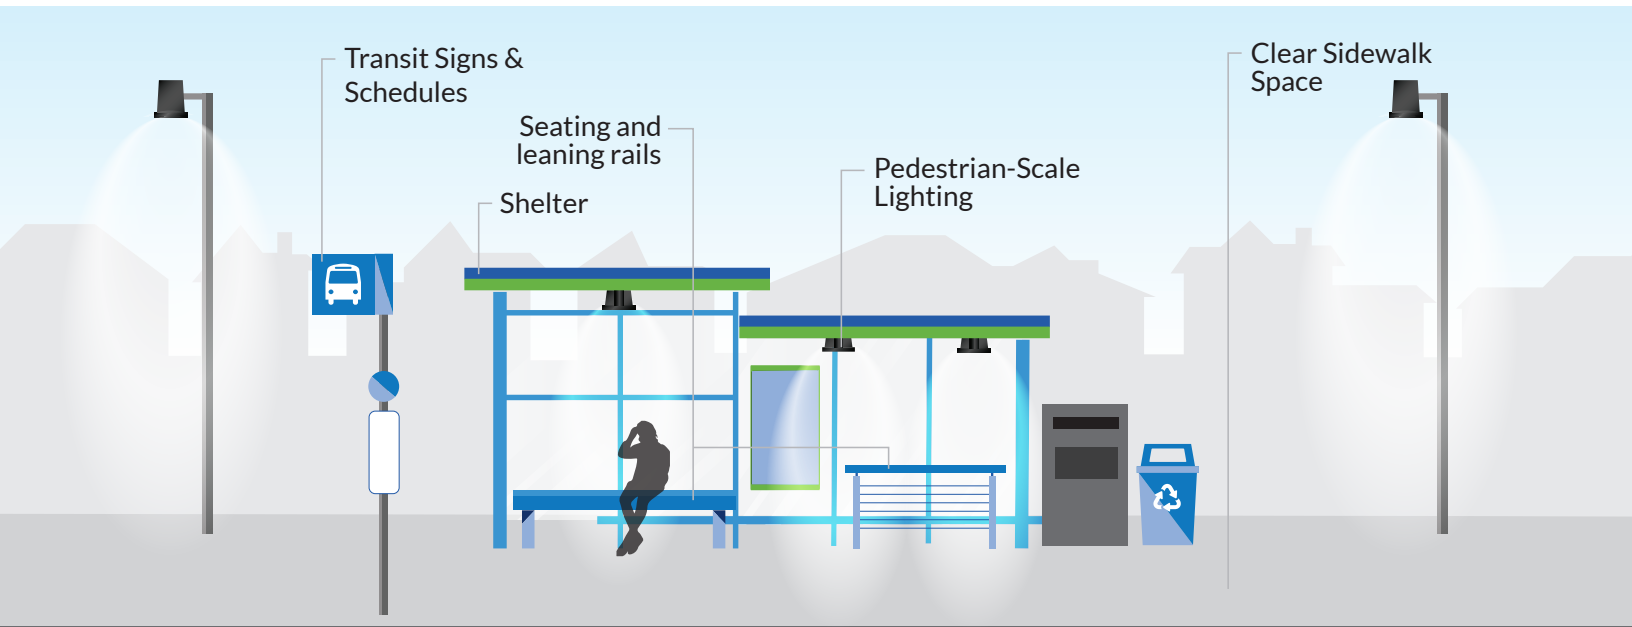 Transit Signs &
Schedules
Seating and
leaning rails
Shelter
Pedestrian-Scale
Lighting
Clear Sidewalk
Space